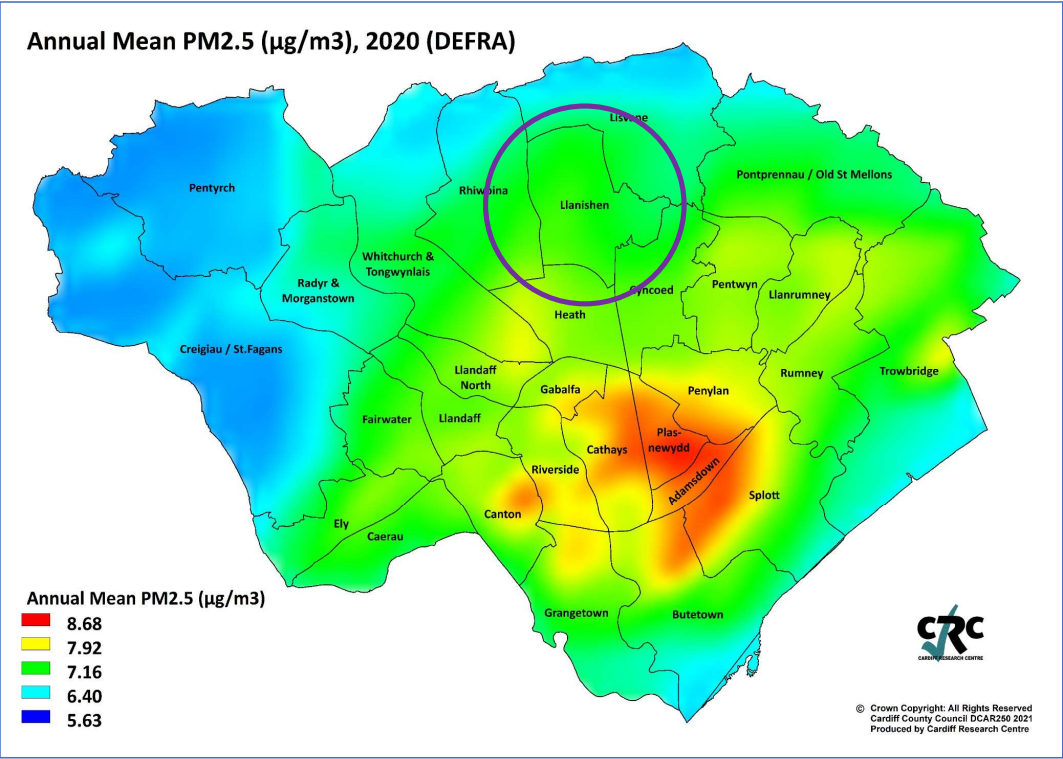 Annual Mean PM2.5 (µg/m3), 2020 (DEFRA)
Lisvane
Pentyrch
Rhiwbina
Pontprennau / Old St Mellons
Llanishen
Whitchurch &
Tongwynlais
Radyr &
Morganstown
Cyncoed
Pentwyn
Llanrumney
Heath
Creigiau / St.Fagans
Llandaff
North
Gabalfa
Penylan
Rumney
Trowbridge
Fairwater
Llandaff
Plas-
newydd
Cathays
Riverside
Adamsdown
Splott
Canton
Ely
Caerau
Grangetown
Butetown
Annual Mean PM2.5 (µg/m3)
8.68
7.92
7.16
6.40
5.63
CRC
CARDIFF RESEARCH CENTRE
© Crown Copyright: All Rights Reserved
Cardiff County Council DCAR250 2021
Produced by Cardiff Research Centre